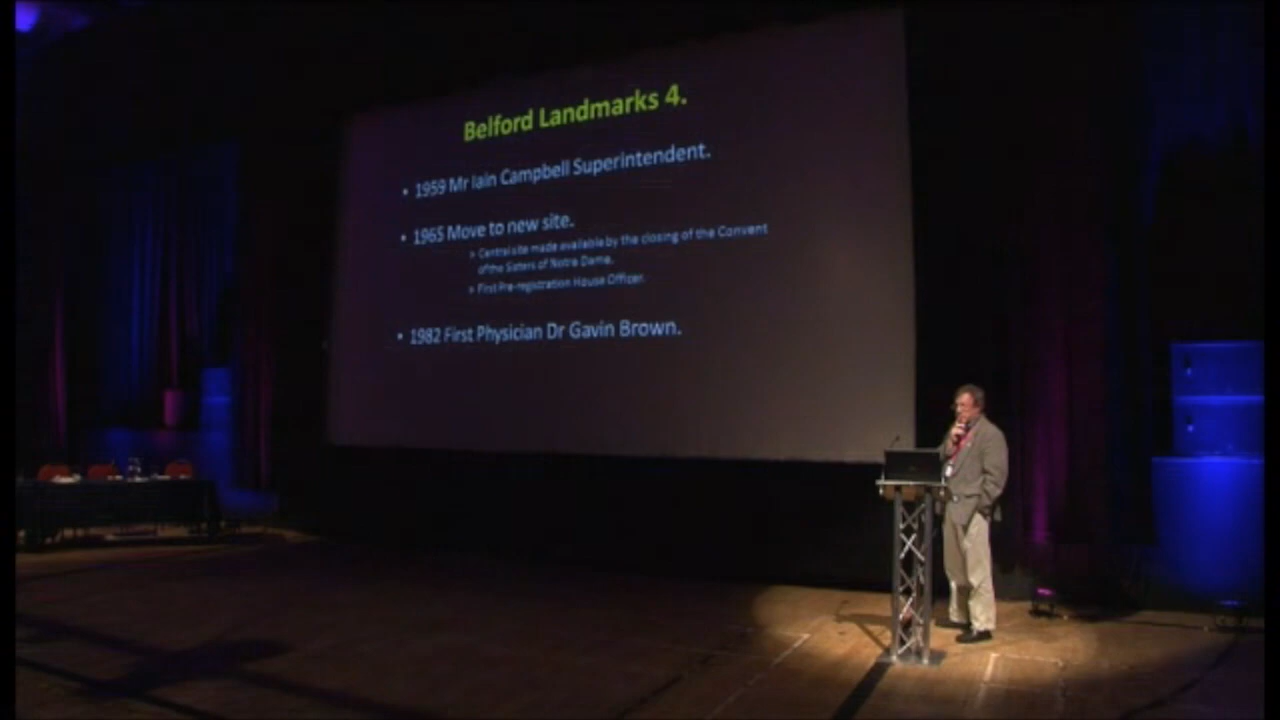 Belford Landmarks 4.
• 1959 Mr Iain Campbell Superintendent.
• 1965 Move to new site.
» Central site made available by the closing of the Convent
of the Sisters of Notre Dame.
» First Pre-registration House Officer.
• 1982 First Physician Dr Gavin Brown.